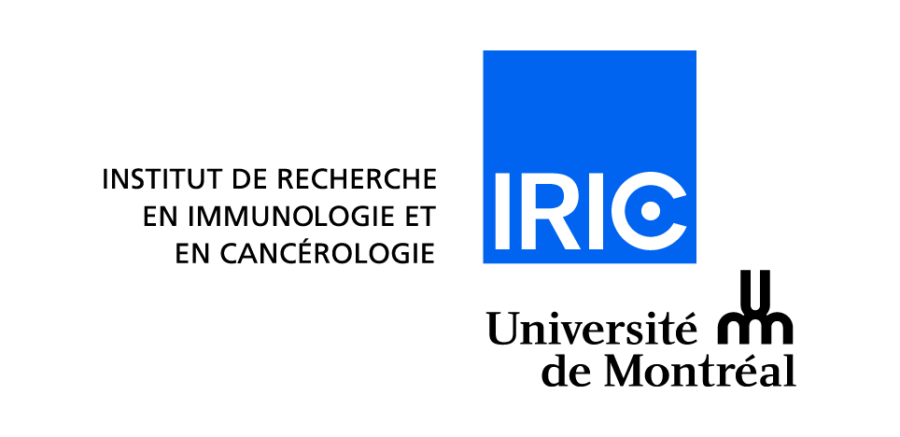 INSTITUT DE RECHERCHE
EN IMMUNOLOGIE ET
EN CANCÉROLOGIE
IRIC
Université
de Montréal